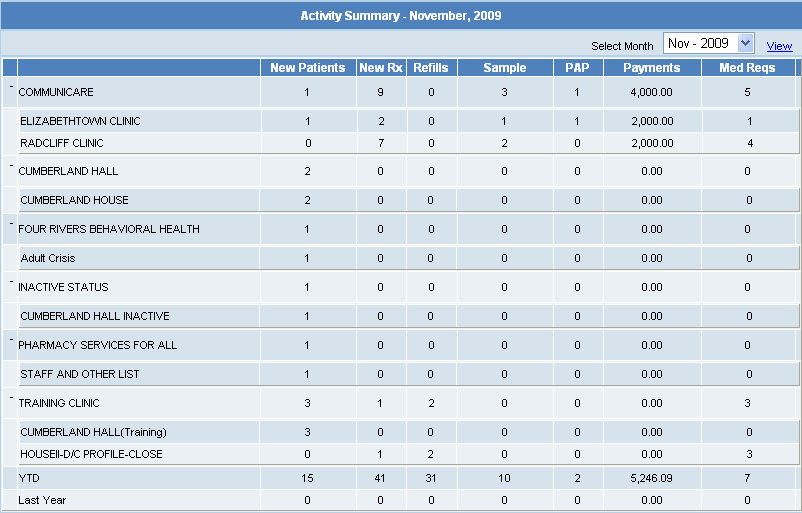 Activity Summary - November, 2009
Select Month Nov - 2009 View
New Patients New Rx Refills Sample PAP Payments Med Reqs
- COMMUNICARE 1 9 0 3 1 4,000.00 5
ELIZABETHTOWN CLINIC 1 2 0 1 1 2,000.00 1
RADCLIFF CLINIC 0 7 0 2 0 2,000.00 4
- CUMBERLAND HALL 2 0 0 0 0 0.00 0
CUMBERLAND HOUSE 2 0 0 0 0 0.00 0
- FOUR RIVERS BEHAVIORAL HEALTH 1 0 0 0 0 0.00 0
Adult Crisis 1 0 0 0 0 0.00 0
- INACTIVE STATUS 1 0 0 0 0 0.00 0
CUMBERLAND HALL INACTIVE 1 0 0 0 0 0.00 0
- PHARMACY SERVICES FOR ALL 1 0 0 0 0 0.00 0
STAFF AND OTHER LIST 1 0 0 0 0 0.00 0
- TRAINING CLINIC 3 1 2 0 0 0.00 3
CUMBERLAND HALL(Training) 3 0 0 0 0 0.00 0
HOUSEII-D/C PROFILE-CLOSE 0 1 2 0 0 0.00 3
YTD 15 41 31 10 2 5,246.09 7
Last Year 0 0 0 0 0 0.00 0